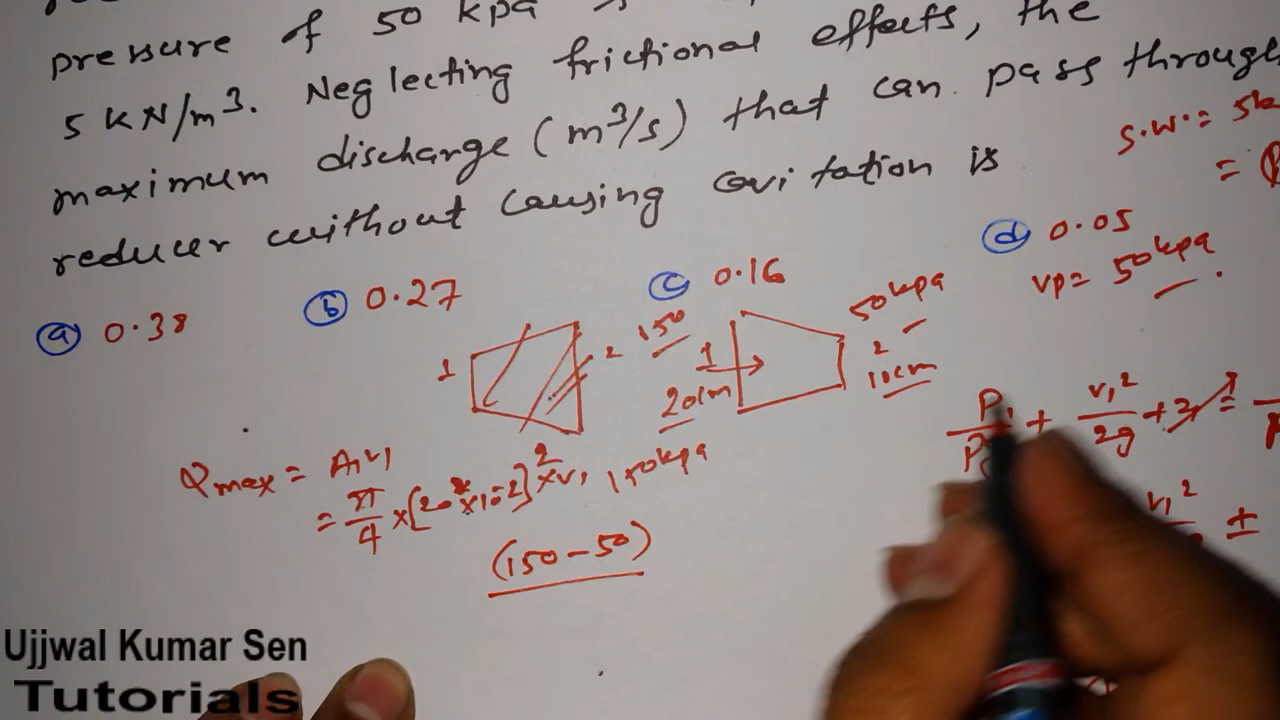 pressure of 50 kpa
5 KN/m³. Neglecting frictional effects, the
maximum discharge (m³/s) that can pass through
reducer without causing cavitation is
S.W.= 5k
=
(a) 0.38 (b) 0.27 (c) 0.16 (d) 0.05
vp = 50kpa
1 2 150
1 20cm
50kpa
2
10cm
Qmax = A₁V₁
= π/4 × [20 × 10^-2]² × V₁
150kpa
(150-50)
P₁ + V₁²/2g + Z₁ =
V₁² ±
Ujjwal Kumar Sen
Tutorials